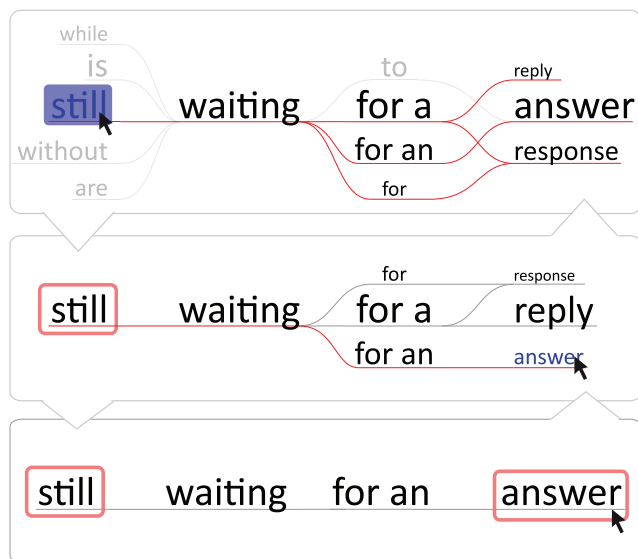 while
is to reply
still waiting for a answer
without for an response
are for
for response
still waiting for a reply
for an answer
still waiting for an answer